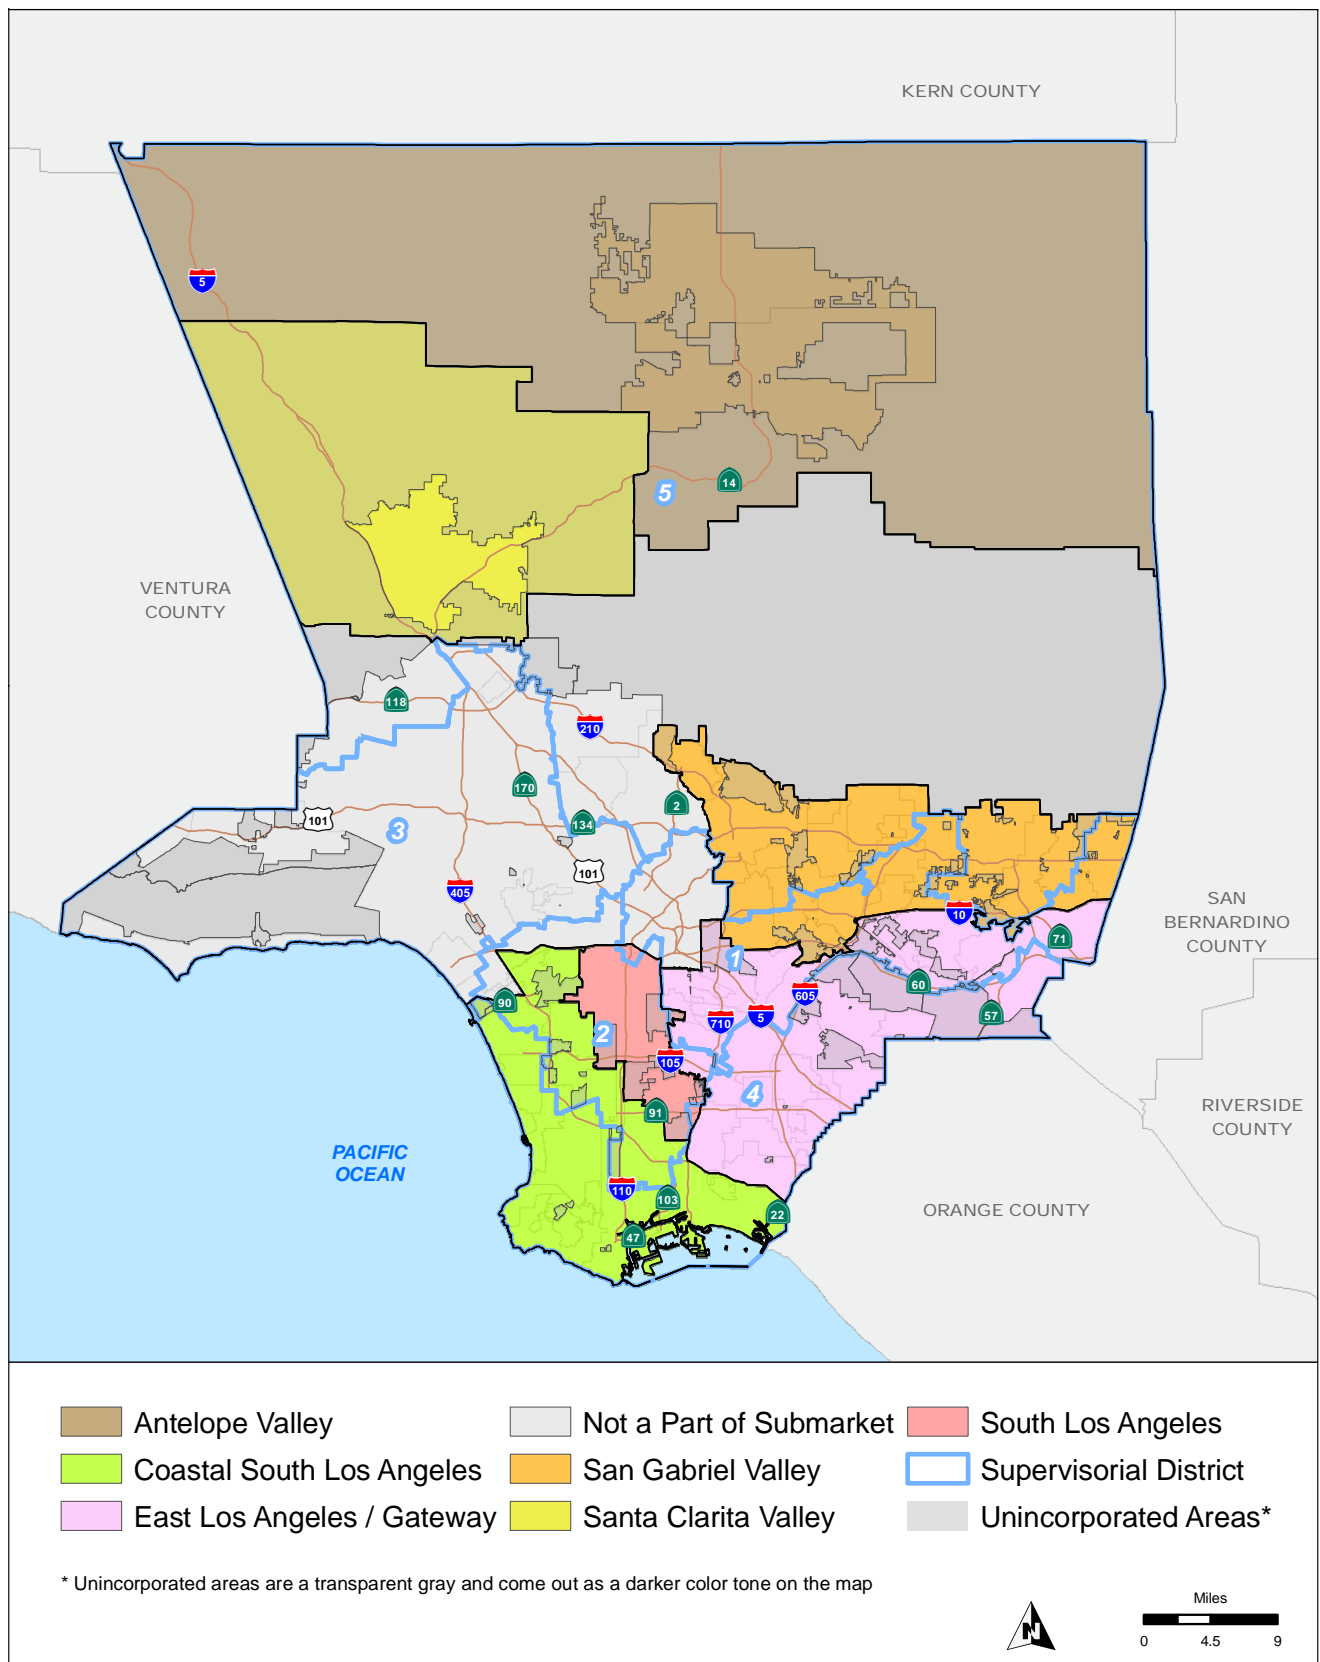 KERN COUNTY
5
5
14
VENTURA
COUNTY
118
210
170
2
134
101
3
101
405
SAN
BERNARDINO
COUNTY
10
71
1
60
605
90
57
710
5
2
105
4
91
RIVERSIDE
COUNTY
PACIFIC
OCEAN
110
103
22
ORANGE COUNTY
47
Antelope Valley
Not a Part of Submarket
South Los Angeles
Coastal South Los Angeles
San Gabriel Valley
Supervisorial District
East Los Angeles / Gateway
Santa Clarita Valley
Unincorporated Areas*
* Unincorporated areas are a transparent gray and come out as a darker color tone on the map
N
Miles
0 4.5 9